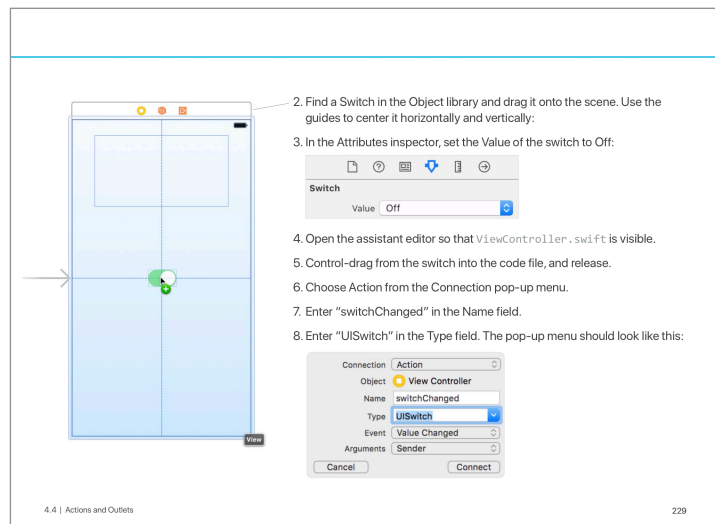 2. Find a Switch in the Object library and drag it onto the scene. Use the
guides to center it horizontally and vertically:
3. In the Attributes inspector, set the Value of the switch to Off:
Switch
Value Off
4. Open the assistant editor so that ViewController.swift is visible.
5. Control-drag from the switch into the code file, and release.
6. Choose Action from the Connection pop-up menu.
7. Enter “switchChanged” in the Name field.
8. Enter “UISwitch” in the Type field. The pop-up menu should look like this:
Connection Action
Object View Controller
Name switchChanged
Type UISwitch
Event Value Changed
Arguments Sender
Cancel Connect
View
4.4 | Actions and Outlets
229